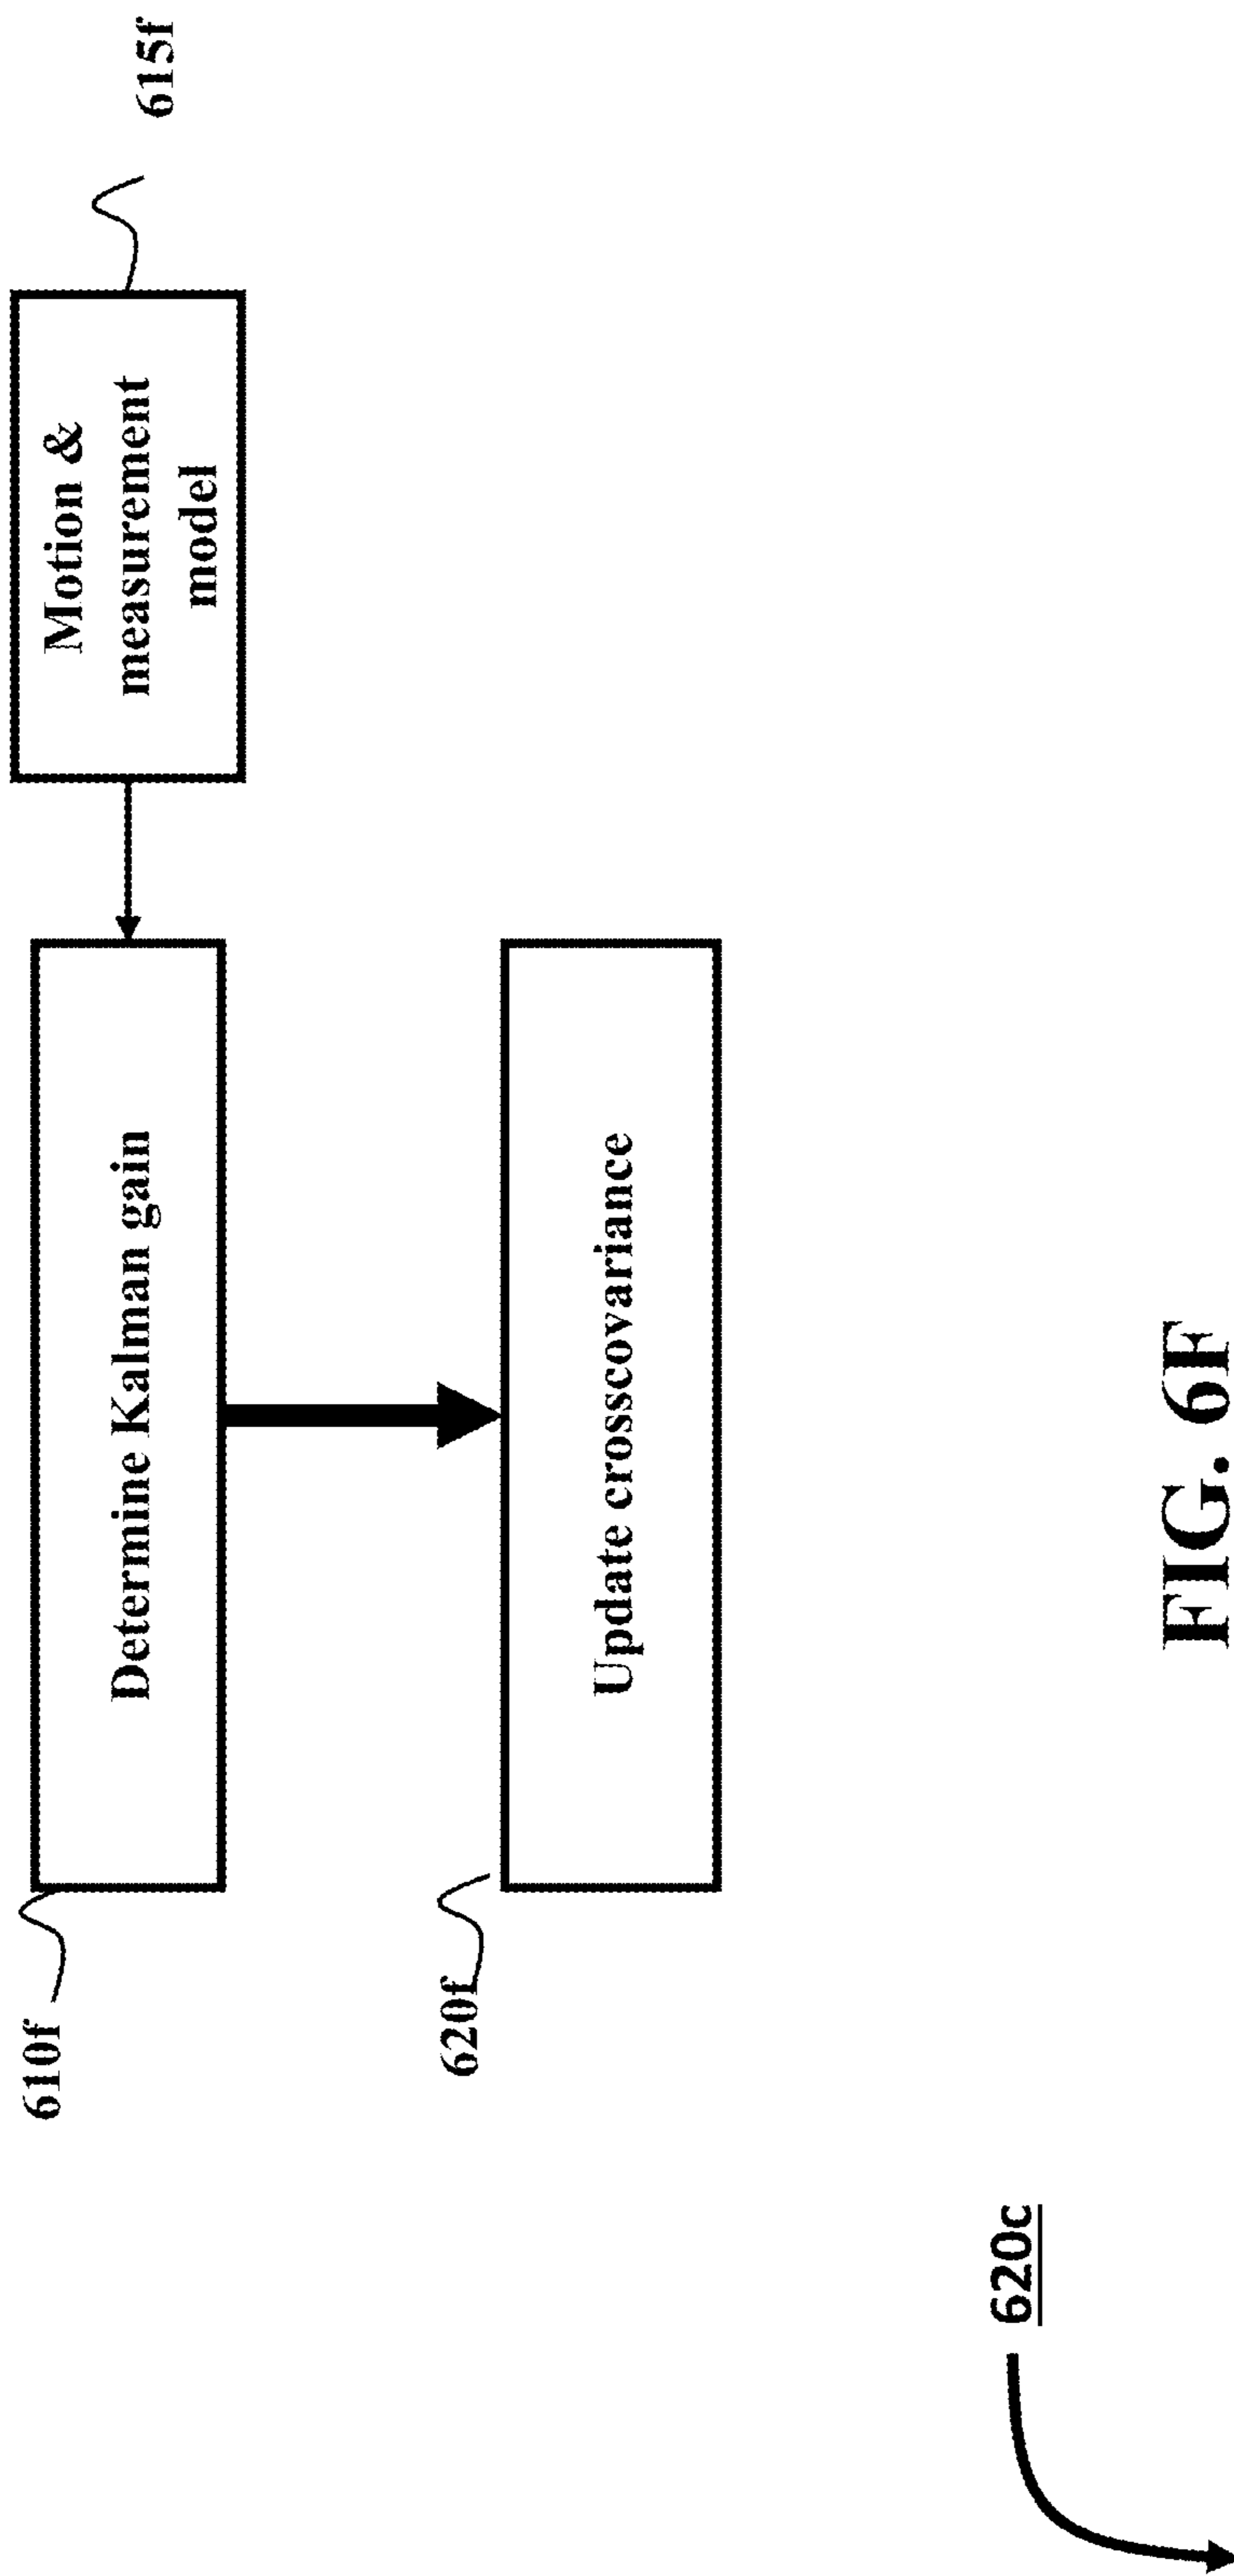 610f
Determine Kalman gain
Motion &
measurement
model
615f
620f
Update crosscovariance
620c
FIG. 6F